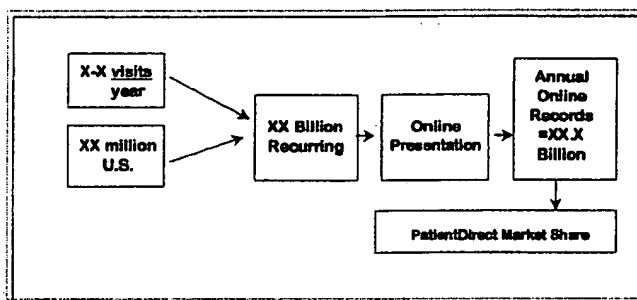 X-X visits
year
XX million
U.S.
XX Billion
Recurring
Online
Presentation
Annual
Online
Records
=XX.X
Billion
PatientDirect Market Share